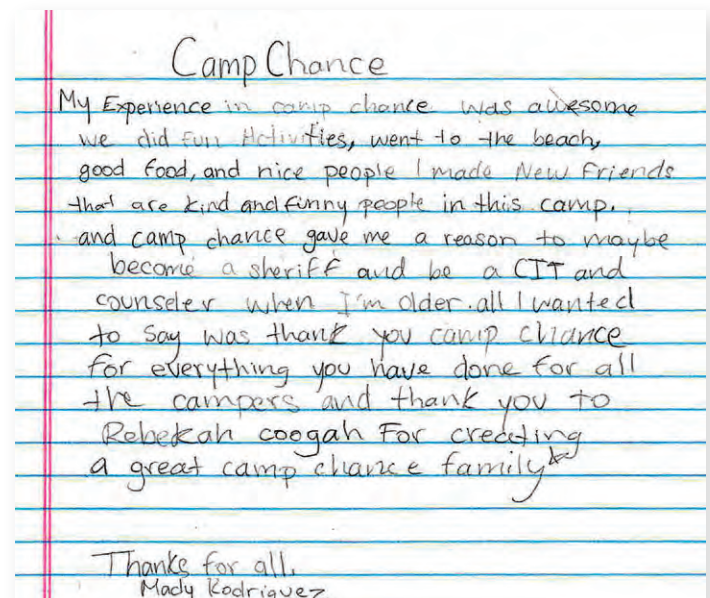 Camp Chance
My Experience in camp chance was awesome
we did fun Activities, went to the beach,
good food, and nice people I made New Friends
that are kind and funny people in this camp.
and camp chance gave me a reason to maybe
become a sheriff and be a CIT and
counseler when I'm older. all I wanted
to say was thank you camp chance
for everything you have done for all
the campers and thank you to
Rebekah coogah For creating
a great camp chance family
Thanks for all.
Mady Rodriguez